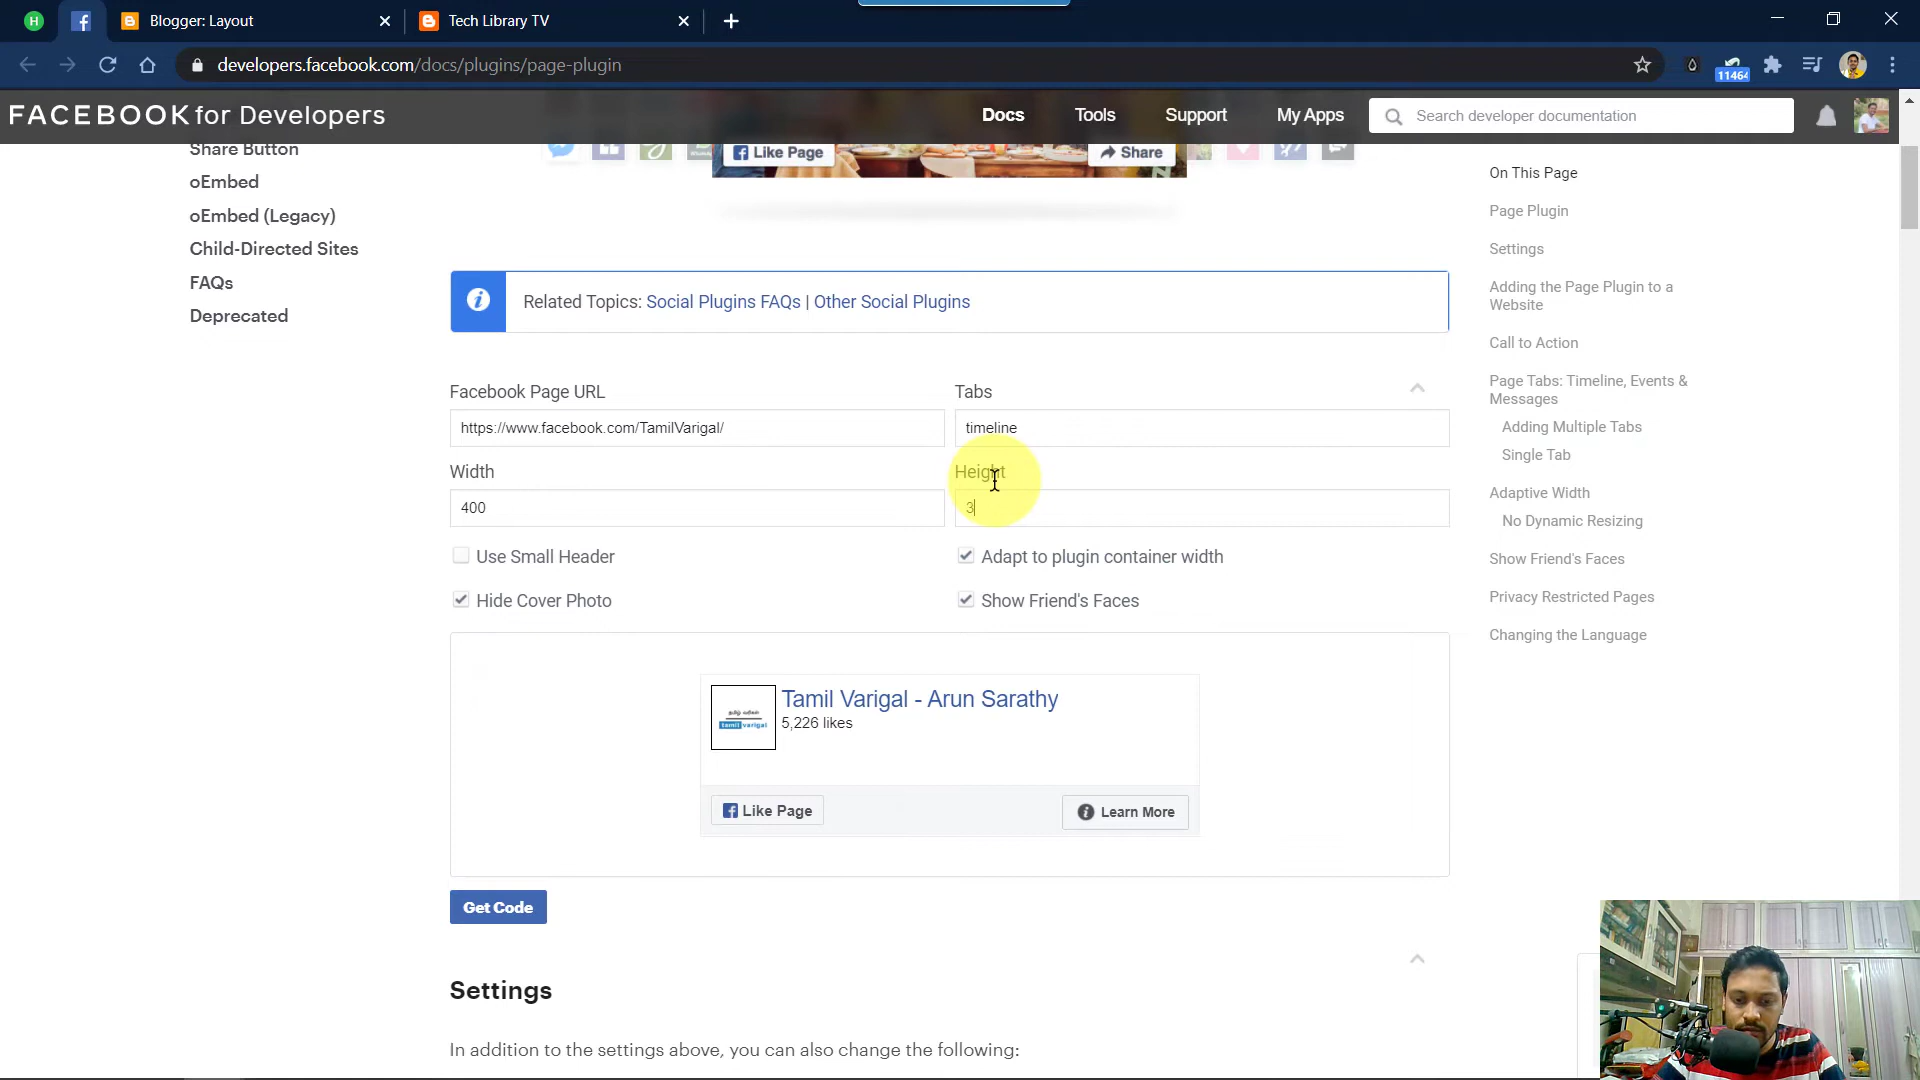 H
Blogger: Layout
Tech Library TV
developers.facebook.com/docs/plugins/page-plugin
11464
FACEBOOK for Developers
Docs
Tools
Support
My Apps
Search developer documentation
Share Button
oEmbed
oEmbed (Legacy)
Child-Directed Sites
FAQs
Deprecated
Like Page
Share
Related Topics: Social Plugins FAQs | Other Social Plugins
Facebook Page URL
Tabs
https://www.facebook.com/TamilVarigal/
timeline
Width
Height
400
3
Use Small Header
Adapt to plugin container width
Hide Cover Photo
Show Friend's Faces
தமிழ் வரிகள்
tamil varigal
Tamil Varigal - Arun Sarathy
5,226 likes
Like Page
Learn More
Get Code
Settings
In addition to the settings above, you can also change the following:
On This Page
Page Plugin
Settings
Adding the Page Plugin to a
Website
Call to Action
Page Tabs: Timeline, Events &
Messages
Adding Multiple Tabs
Single Tab
Adaptive Width
No Dynamic Resizing
Show Friend's Faces
Privacy Restricted Pages
Changing the Language